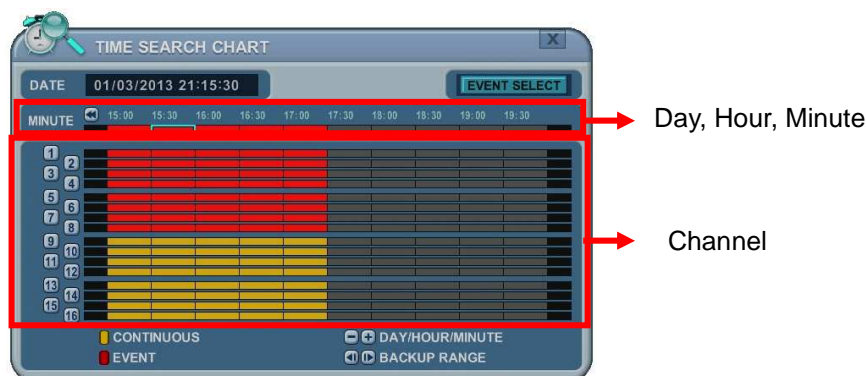 TIME SEARCH CHART
X
DATE 01/03/2013 21:15:30 EVENT SELECT
MINUTE 15:00 15:30 16:00 16:30 17:00 17:30 18:00 18:30 19:00 19:30
Day, Hour, Minute
1
2
3
4
5
6
7
8
9
10
11
12
13
14
15
16
Channel
CONTINUOUS - + DAY/HOUR/MINUTE
EVENT BACKUP RANGE